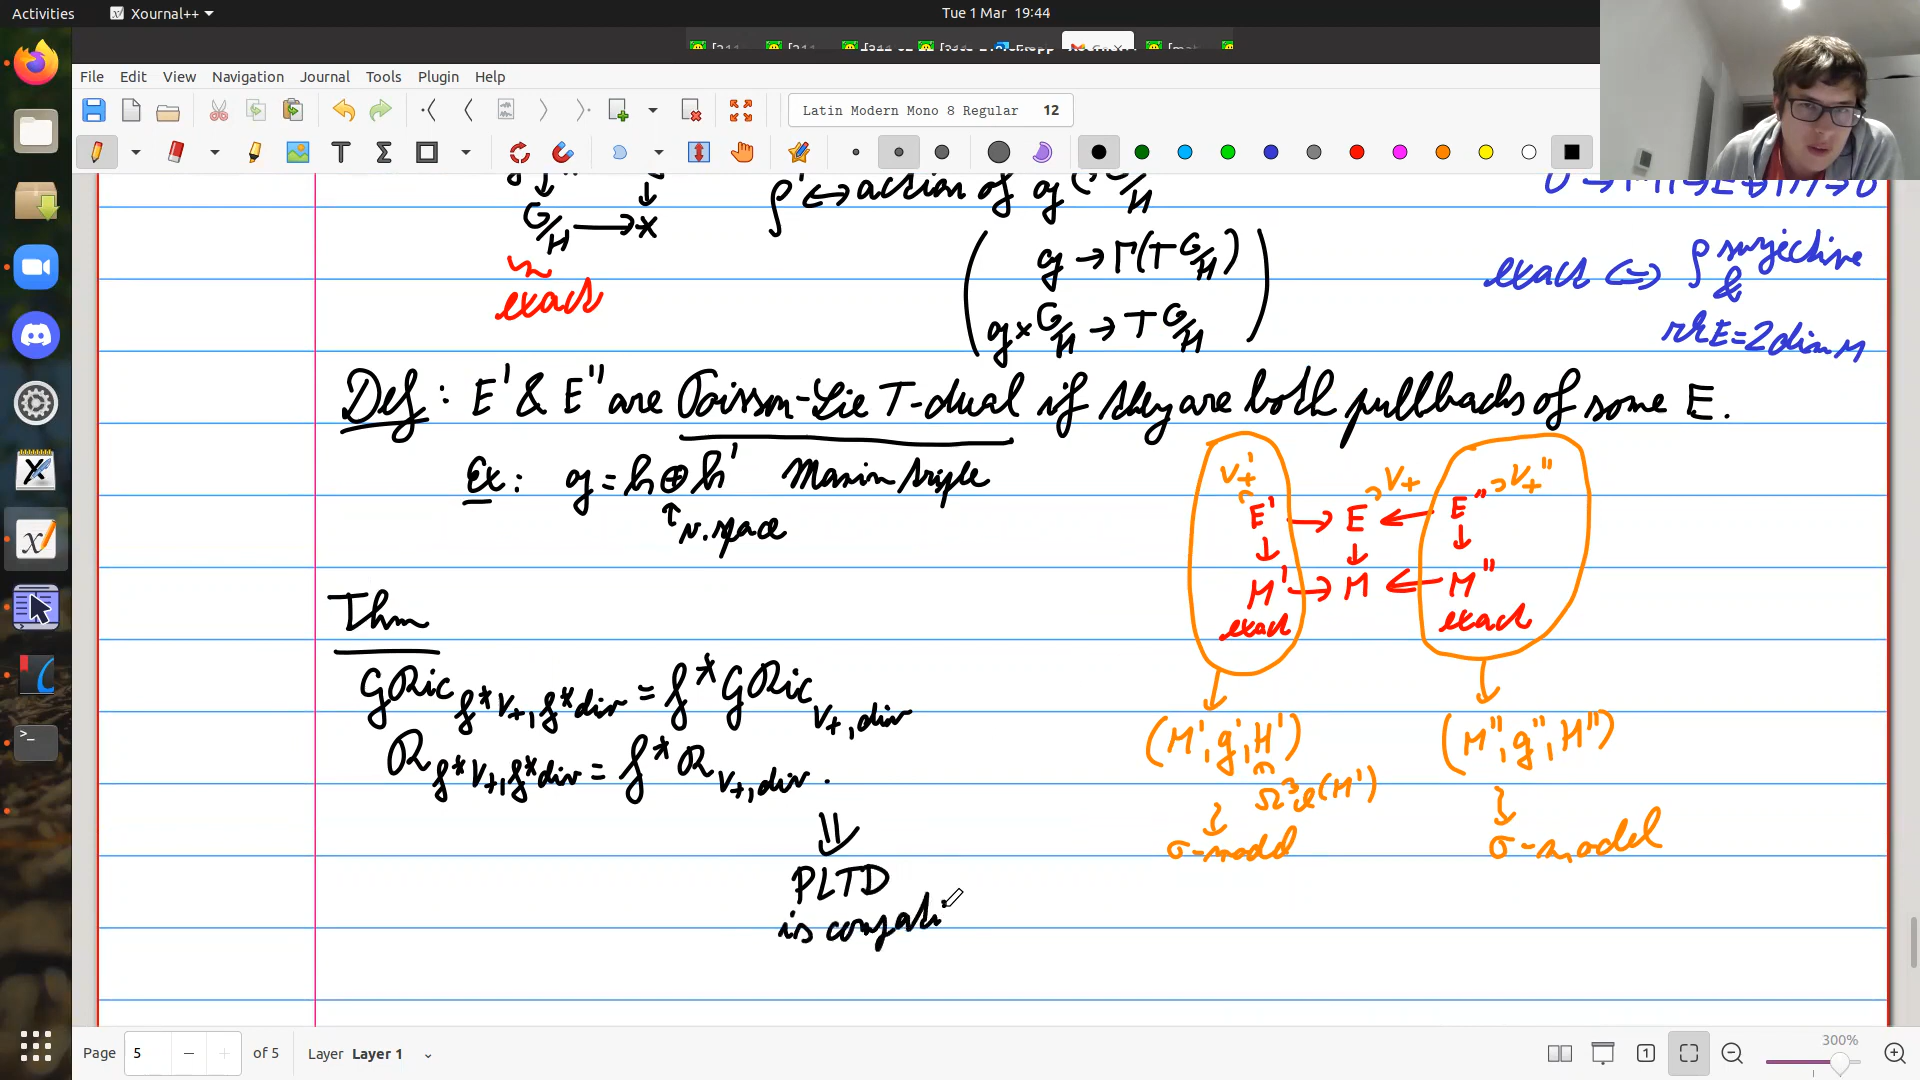 Activities Xournal++ Tue 1 Mar 19:44
File Edit View Navigation Journal Tools Plugin Help
Latin Modern Mono 8 Regular 12
G/H → X
ρ' ↔ action of 𝔤 G/H
exact
( 𝔤 → Γ(T G/H)
𝔤 × G/H → T G/H )
exact ⇔ ρ surjective
&
rk E = 2 dim M
Def: E' & E'' are Poisson-Lie T-dual if they are both pullbacks of some E.
Ex: 𝔤 = h ⊕ h' Manin triple
↑ v. space
V₊' V₊ V₊''
E' → E ← E''
↓ ↓ ↓
M' → M ← M''
exact exact
Thm
GRic f*V₊, f*div = f* GRic V₊, div
R f*V₊, f*div = f* R V₊, div .
(M', g', H') (M'', g'', H'')
Ω³cl(M')
σ-model σ-model
⇓
PLTD
is compati
Page 5 of 5 Layer Layer 1 300%